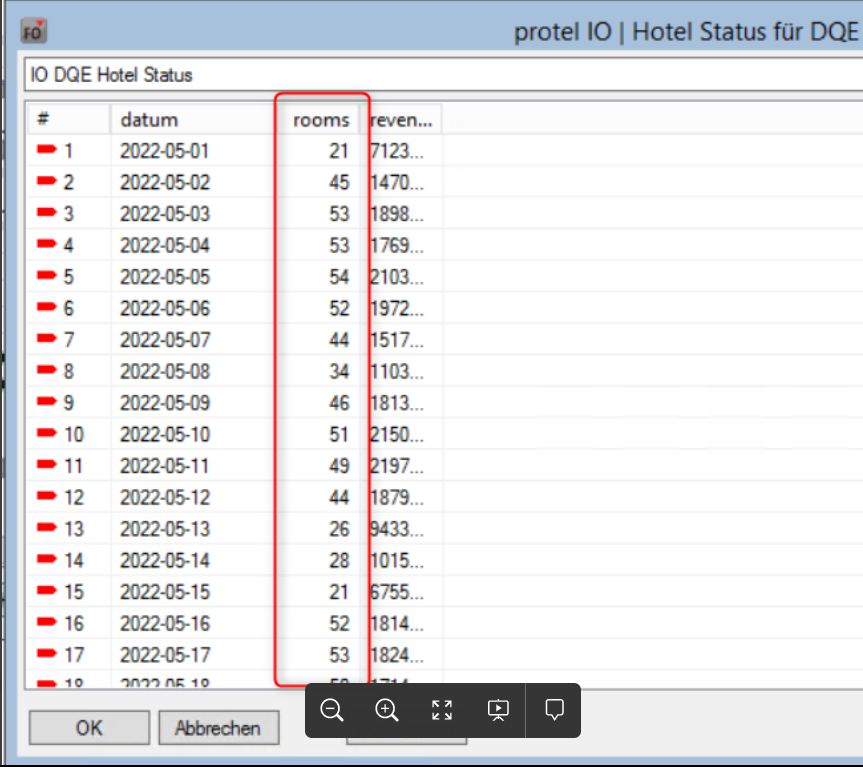 FO
protel IO | Hotel Status für DQE
IO DQE Hotel Status
# datum rooms reven...
1 2022-05-01 21 7123...
2 2022-05-02 45 1470...
3 2022-05-03 53 1898...
4 2022-05-04 53 1769...
5 2022-05-05 54 2103...
6 2022-05-06 52 1972...
7 2022-05-07 44 1517...
8 2022-05-08 34 1103...
9 2022-05-09 46 1813...
10 2022-05-10 51 2150...
11 2022-05-11 49 2197...
12 2022-05-12 44 1879...
13 2022-05-13 26 9433...
14 2022-05-14 28 1015...
15 2022-05-15 21 6755...
16 2022-05-16 52 1814...
17 2022-05-17 53 1824...
18 2022-05-18
OK Abbrechen